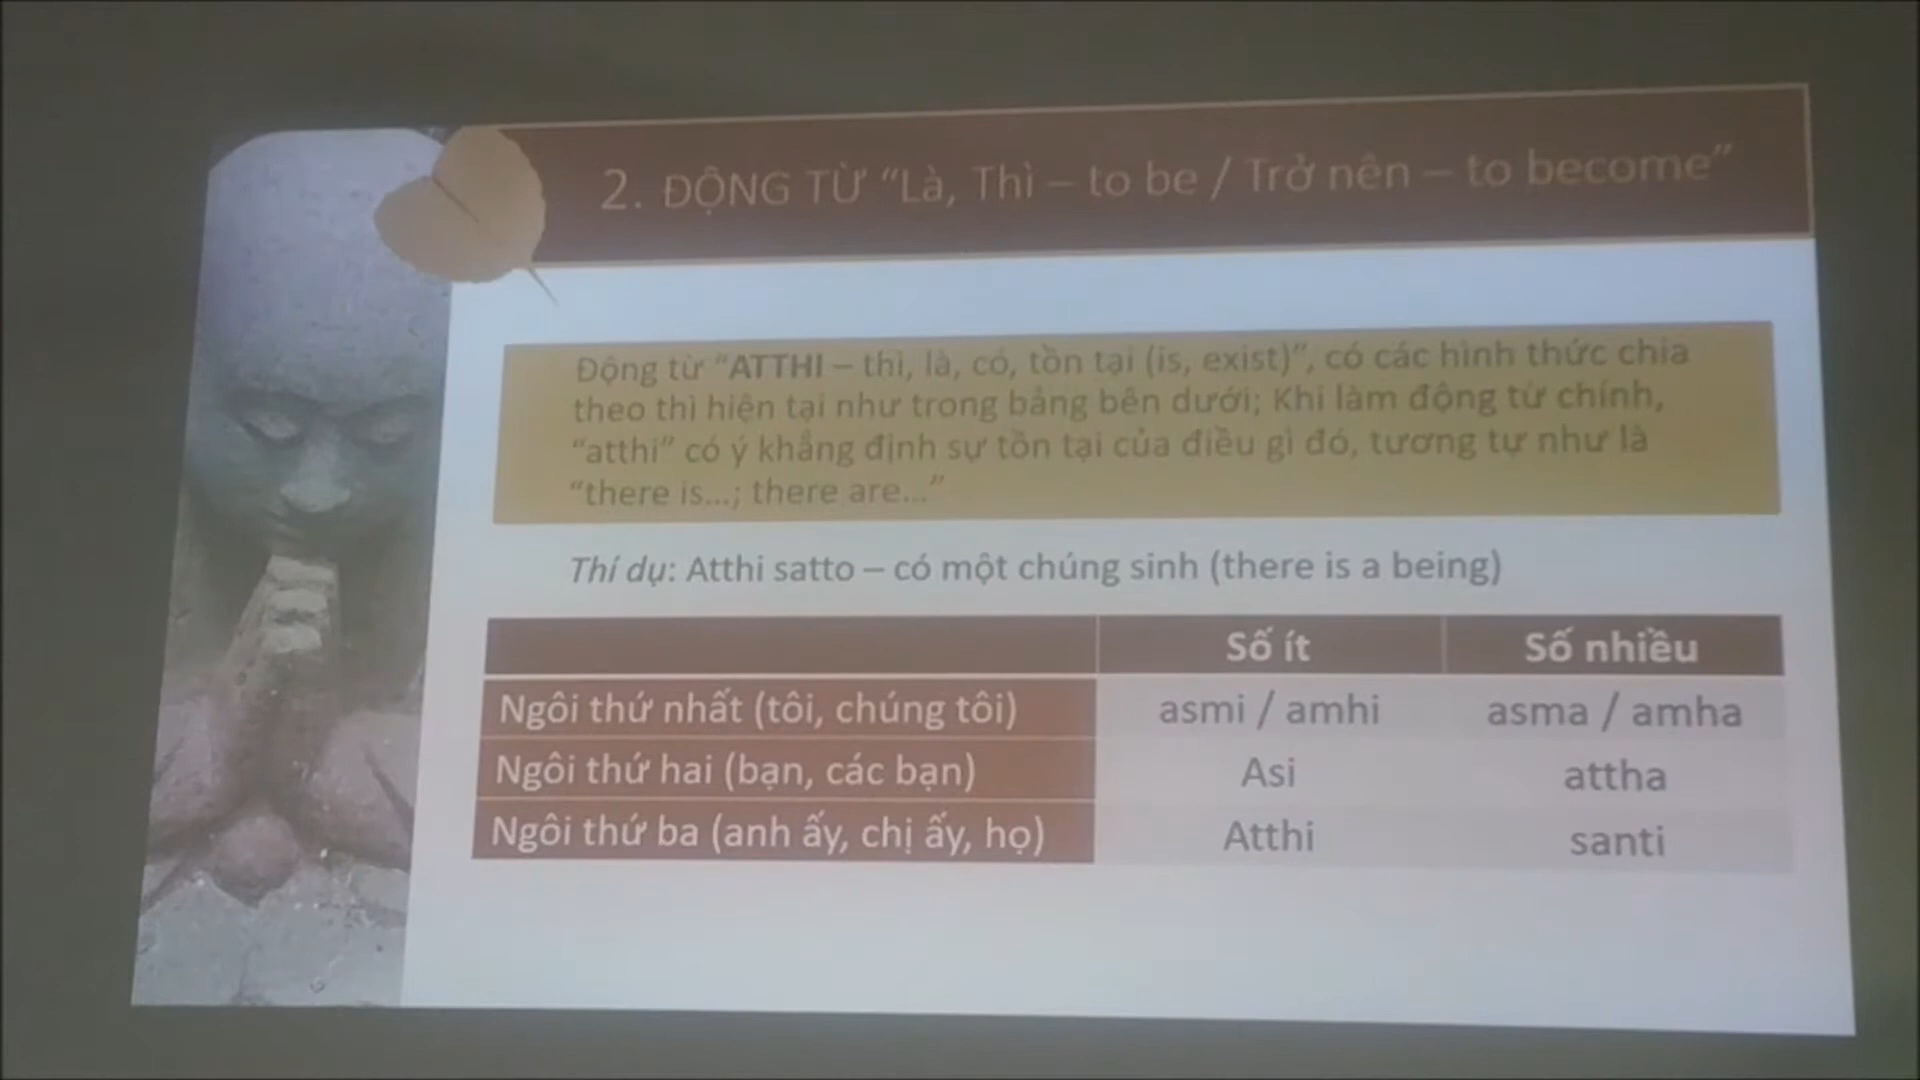 2. ĐỘNG TỪ “Là, Thì – to be / Trở nên – to become”
Động từ “ATTHI – thì, là, có, tồn tại (is, exist)”, có các hình thức chia
theo thì hiện tại như trong bảng bên dưới; Khi làm động từ chính,
“atthi” có ý khẳng định sự tồn tại của điều gì đó, tương tự như là
“there is...; there are...”
Thí dụ: Atthi satto – có một chúng sinh (there is a being)
Số ít Số nhiều
Ngôi thứ nhất (tôi, chúng tôi) asmi / amhi asma / amha
Ngôi thứ hai (bạn, các bạn) Asi attha
Ngôi thứ ba (anh ấy, chị ấy, họ) Atthi santi